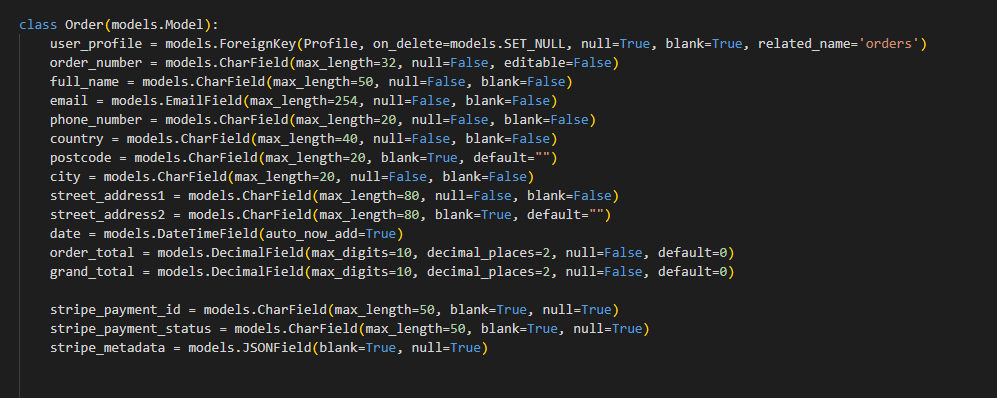 class Order(models.Model):
    user_profile = models.ForeignKey(Profile, on_delete=models.SET_NULL, null=True, blank=True, related_name='orders')
    order_number = models.CharField(max_length=32, null=False, editable=False)
    full_name = models.CharField(max_length=50, null=False, blank=False)
    email = models.EmailField(max_length=254, null=False, blank=False)
    phone_number = models.CharField(max_length=20, null=False, blank=False)
    country = models.CharField(max_length=40, null=False, blank=False)
    postcode = models.CharField(max_length=20, blank=True, default="")
    city = models.CharField(max_length=20, null=False, blank=False)
    street_address1 = models.CharField(max_length=80, null=False, blank=False)
    street_address2 = models.CharField(max_length=80, blank=True, default="")
    date = models.DateTimeField(auto_now_add=True)
    order_total = models.DecimalField(max_digits=10, decimal_places=2, null=False, default=0)
    grand_total = models.DecimalField(max_digits=10, decimal_places=2, null=False, default=0)
    stripe_payment_id = models.CharField(max_length=50, blank=True, null=True)
    stripe_payment_status = models.CharField(max_length=50, blank=True, null=True)
    stripe_metadata = models.JSONField(blank=True, null=True)